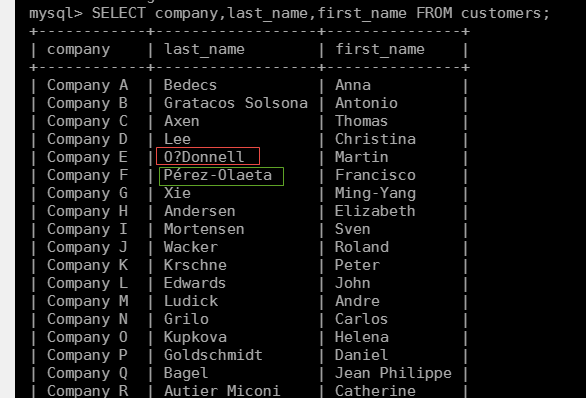 mysql> SELECT company,last_name,first_name FROM customers;
+------------+------------------+---------------+
| company    | last_name        | first_name    |
+------------+------------------+---------------+
| Company A  | Bedecs           | Anna          |
| Company B  | Gratacos Solsona | Antonio       |
| Company C  | Axen             | Thomas        |
| Company D  | Lee              | Christina     |
| Company E  | O?Donnell        | Martin        |
| Company F  | Pérez-Olaeta     | Francisco     |
| Company G  | Xie              | Ming-Yang     |
| Company H  | Andersen         | Elizabeth     |
| Company I  | Mortensen        | Sven          |
| Company J  | Wacker           | Roland        |
| Company K  | Krschne          | Peter         |
| Company L  | Edwards          | John          |
| Company M  | Ludick           | Andre         |
| Company N  | Grilo            | Carlos        |
| Company O  | Kupkova          | Helena        |
| Company P  | Goldschmidt      | Daniel        |
| Company Q  | Bagel            | Jean Philippe |
| Company R  | Autier Miconi    | Catherine     |